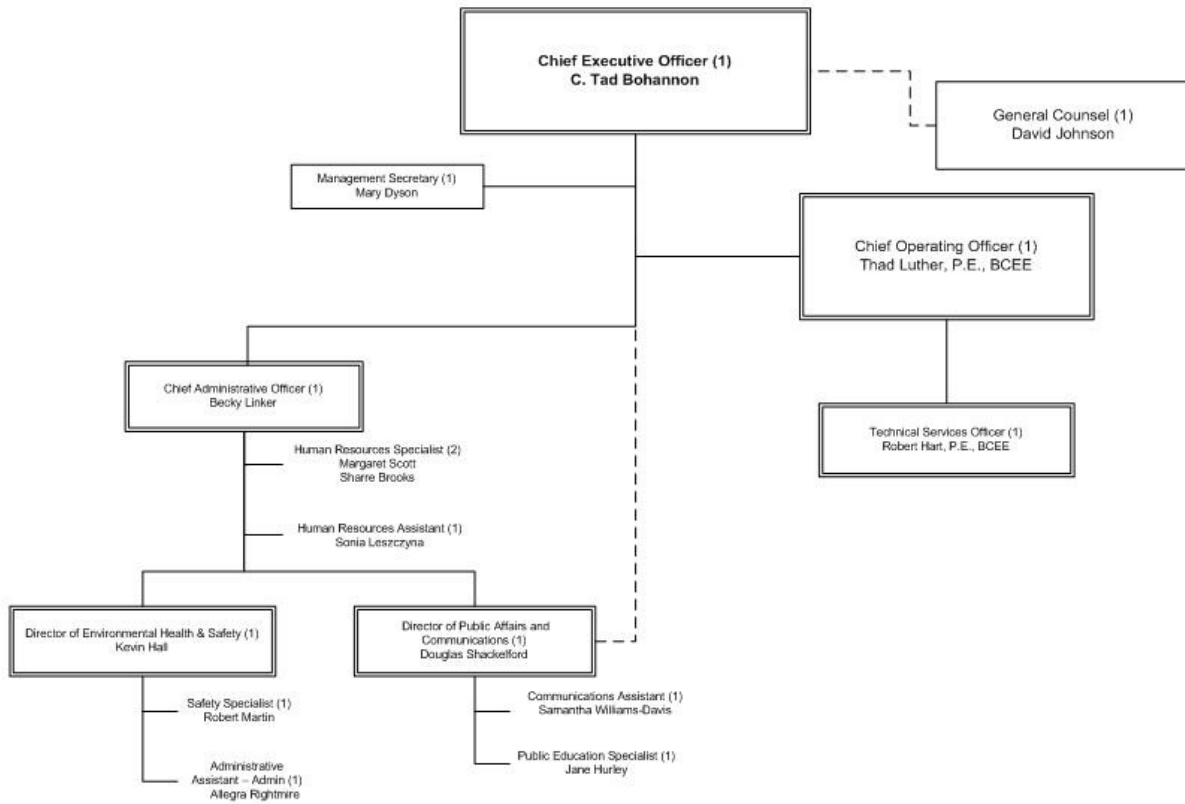 Chief Executive Officer (1)
C. Tad Bohannon
General Counsel (1)
David Johnson
Management Secretary (1)
Mary Dyson
Chief Operating Officer (1)
Thad Luther, P.E., BCEE
Chief Administrative Officer (1)
Becky Linker
Technical Services Officer (1)
Robert Hart, P.E., BCEE
Human Resources Specialist (2)
Margaret Scott
Sharre Brooks
Human Resources Assistant (1)
Sonia Leszczyna
Director of Environmental Health & Safety (1)
Kevin Hall
Director of Public Affairs and
Communications (1)
Douglas Shackelford
Safety Specialist (1)
Robert Martin
Administrative
Assistant – Admin (1)
Allegra Rightmire
Communications Assistant (1)
Samantha Williams-Davis
Public Education Specialist (1)
Jane Hurley